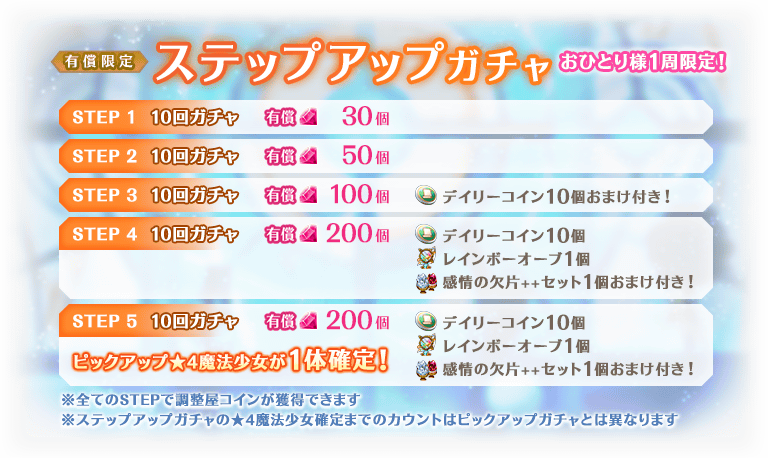 有償限定 ステップアップガチャ おひとり様1周限定!
STEP 1 10回ガチャ 有償 30個
STEP 2 10回ガチャ 有償 50個
STEP 3 10回ガチャ 有償 100個 デイリーコイン10個おまけ付き!
STEP 4 10回ガチャ 有償 200個 デイリーコイン10個
レインボーオーブ1個
感情の欠片++セット1個おまけ付き!
STEP 5 10回ガチャ 有償 200個 デイリーコイン10個
レインボーオーブ1個
ピックアップ★4魔法少女が1体確定!
感情の欠片++セット1個おまけ付き!
※全てのSTEPで調整屋コインが獲得できます
※ステップアップガチャの★4魔法少女確定までのカウントはピックアップガチャとは異なります